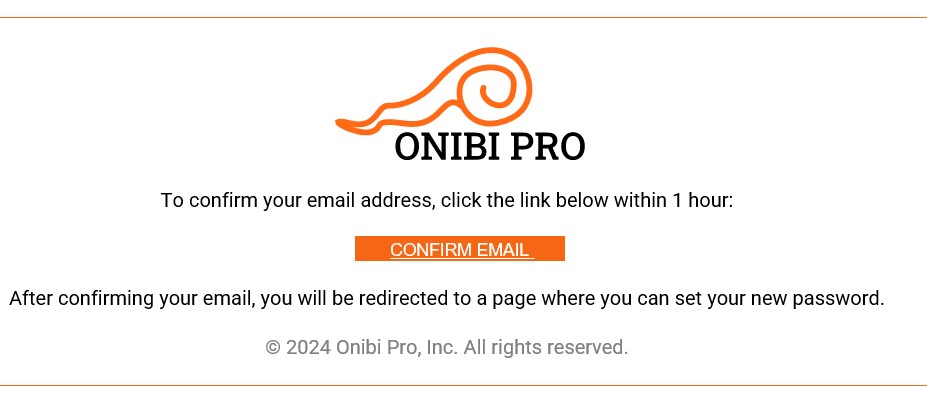 ONIBI PRO
To confirm your email address, click the link below within 1 hour:
CONFIRM EMAIL
After confirming your email, you will be redirected to a page where you can set your new password.
© 2024 Onibi Pro, Inc. All rights reserved.